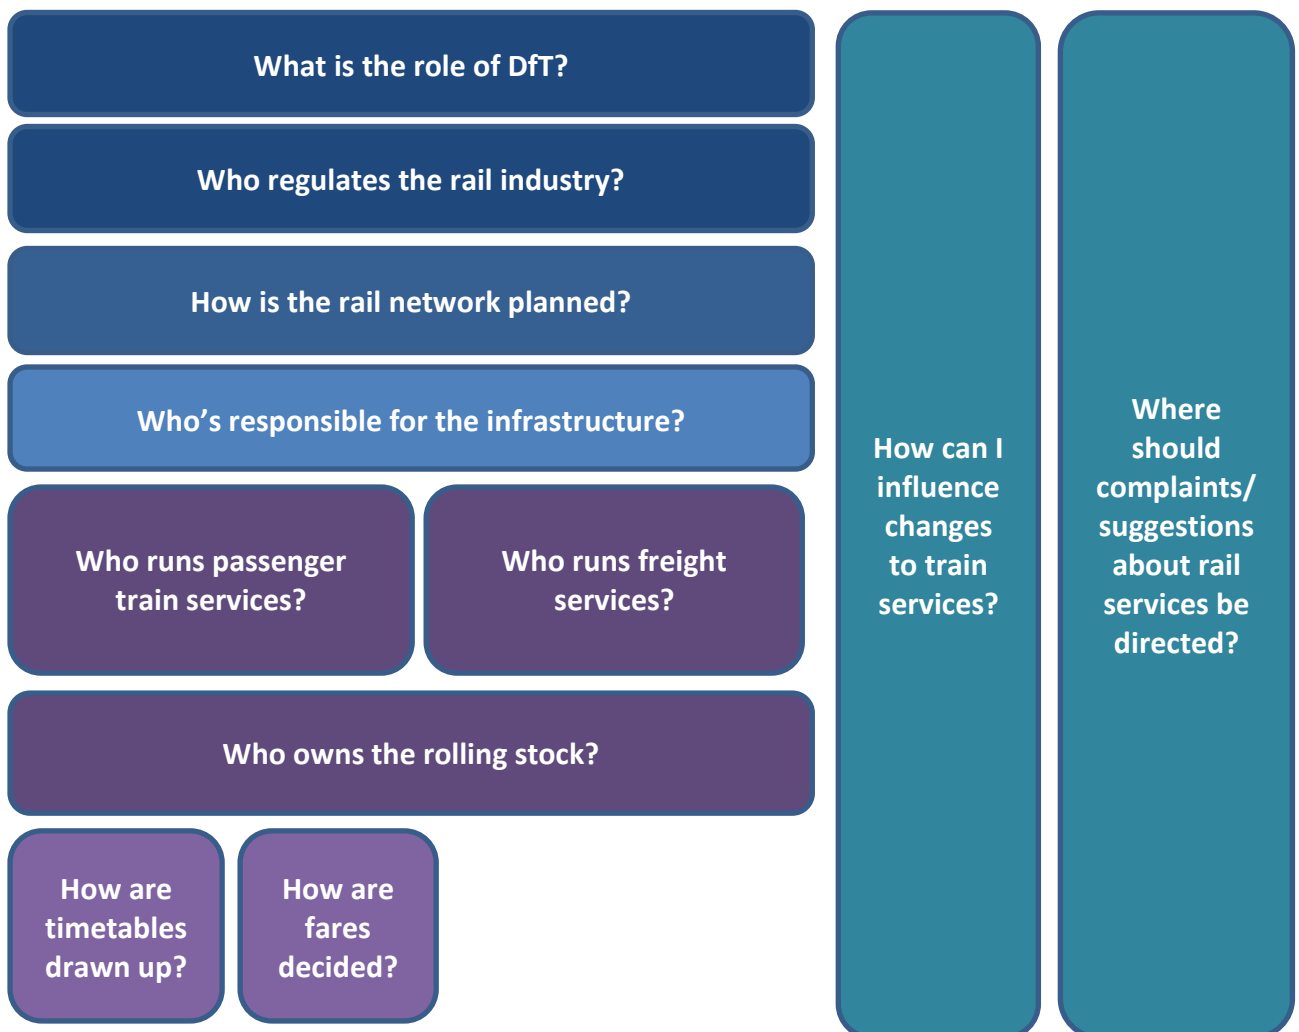 What is the role of DfT?
Who regulates the rail industry?
How is the rail network planned?
Who’s responsible for the infrastructure?
Who runs passenger
train services?
Who runs freight
services?
Who owns the rolling stock?
How are
timetables
drawn up?
How are
fares
decided?
How can I
influence
changes
to train
services?
Where
should
complaints/
suggestions
about rail
services be
directed?